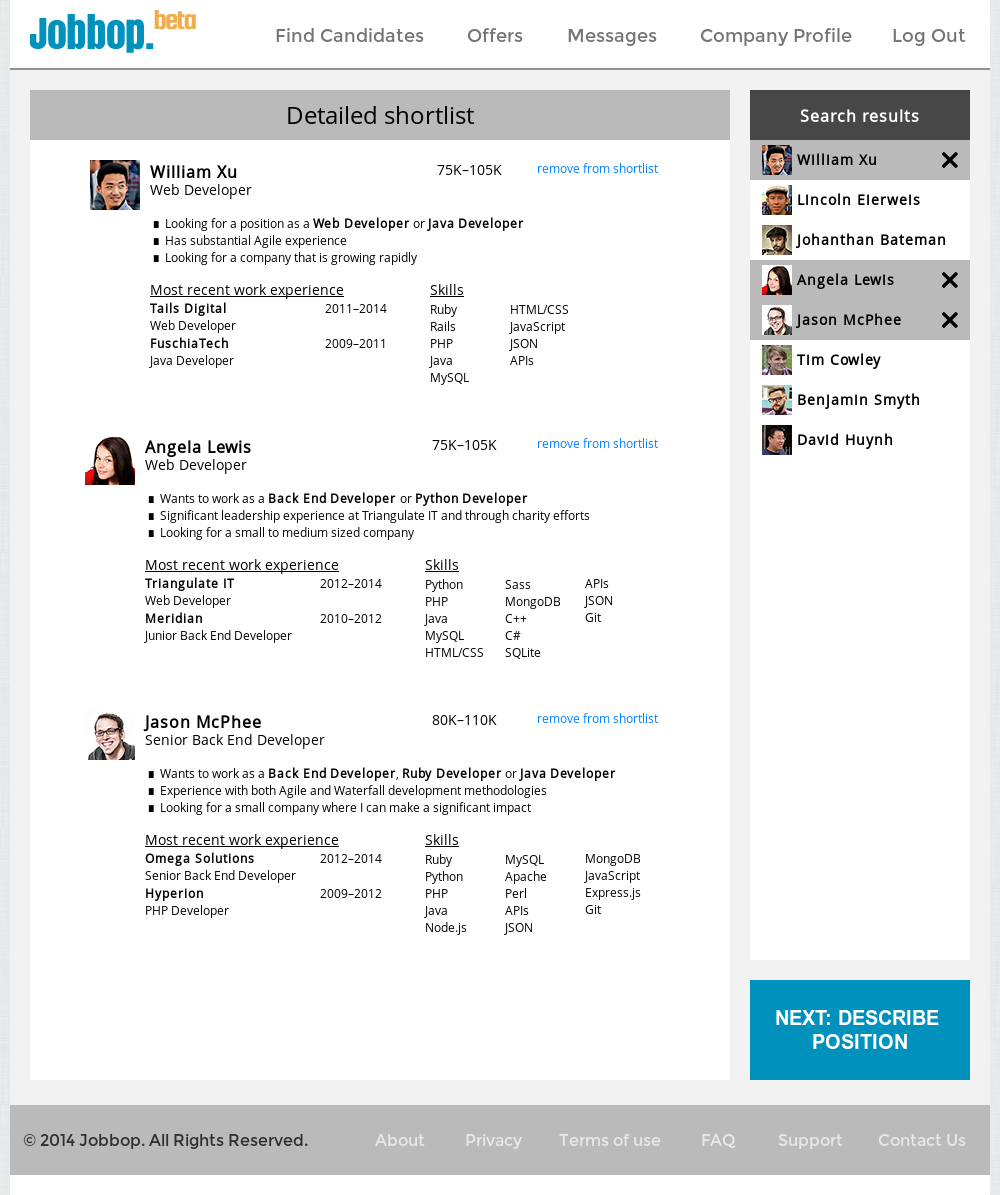 Jobbop. beta
Find Candidates Offers Messages Company Profile Log Out
Detailed shortlist
William Xu 75K–105K remove from shortlist
Web Developer
Looking for a position as a Web Developer or Java Developer
Has substantial Agile experience
Looking for a company that is growing rapidly
Most recent work experience Skills
Tails Digital 2011–2014 Ruby HTML/CSS
Web Developer Rails JavaScript
FuschiaTech 2009–2011 PHP JSON
Java Developer Java APIs
MySQL
Angela Lewis 75K–105K remove from shortlist
Web Developer
Wants to work as a Back End Developer or Python Developer
Significant leadership experience at Triangulate IT and through charity efforts
Looking for a small to medium sized company
Most recent work experience Skills
Triangulate IT 2012–2014 Python Sass APIs
Web Developer PHP MongoDB JSON
Meridian 2010–2012 Java C++ Git
Junior Back End Developer MySQL C#
HTML/CSS SQLite
Jason McPhee 80K–110K remove from shortlist
Senior Back End Developer
Wants to work as a Back End Developer, Ruby Developer or Java Developer
Experience with both Agile and Waterfall development methodologies
Looking for a small company where I can make a significant impact
Most recent work experience Skills
Omega Solutions 2012–2014 Ruby MySQL MongoDB
Senior Back End Developer Python Apache JavaScript
Hyperion 2009–2012 PHP Perl Express.js
PHP Developer Java APIs Git
Node.js JSON
Search results
William Xu
Lincoln Eierweis
Johanthan Bateman
Angela Lewis
Jason McPhee
Tim Cowley
Benjamin Smyth
David Huynh
NEXT: DESCRIBE
POSITION
© 2014 Jobbop. All Rights Reserved. About Privacy Terms of use FAQ Support Contact Us